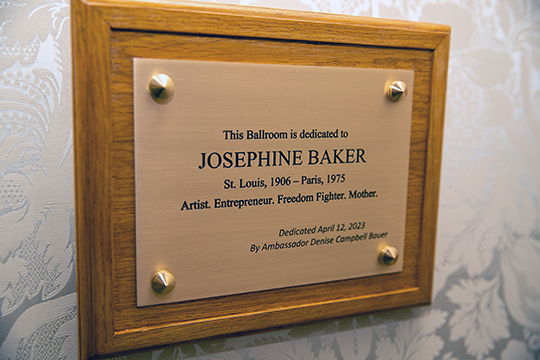 This Ballroom is dedicated to
JOSEPHINE BAKER
St. Louis, 1906 – Paris, 1975
Artist. Entrepreneur. Freedom Fighter. Mother.
Dedicated April 12, 2023
By Ambassador Denise Campbell Bauer